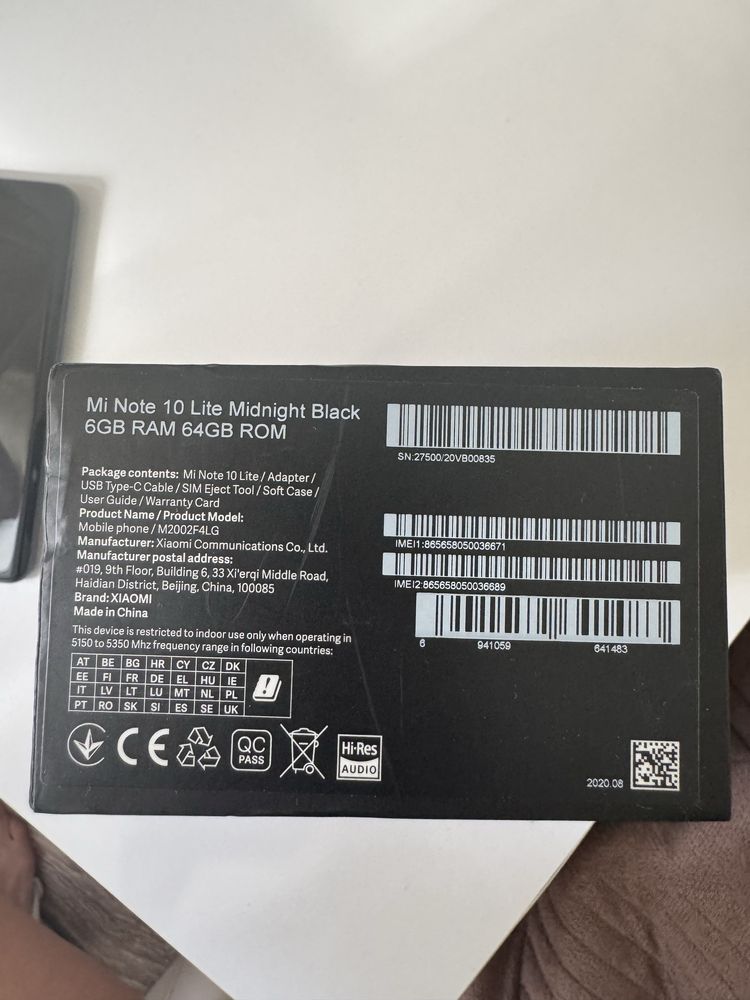 Mi Note 10 Lite Midnight Black
6GB RAM 64GB ROM
Package contents: Mi Note 10 Lite / Adapter /
USB Type-C Cable / SIM Eject Tool / Soft Case /
User Guide / Warranty Card
Product Name / Product Model:
Mobile phone / M2002F4LG
Manufacturer: Xiaomi Communications Co., Ltd.
Manufacturer postal address:
#019, 9th Floor, Building 6, 33 Xi'erqi Middle Road,
Haidian District, Beijing, China, 100085
Brand: XIAOMI
Made in China
This device is restricted to indoor use only when operating in
5150 to 5350 Mhz frequency range in following countries:
AT BE BG HR CY CZ DK
EE FI FR DE EL HU IE
IT LV LT LU MT NL PL
PT RO SK SI ES SE UK
CE
QC
PASS
Hi-Res
AUDIO
SN:27500/20VB00835
IMEI1:865658050036671
IMEI2:865658050036689
6 941059 641483
2020.08